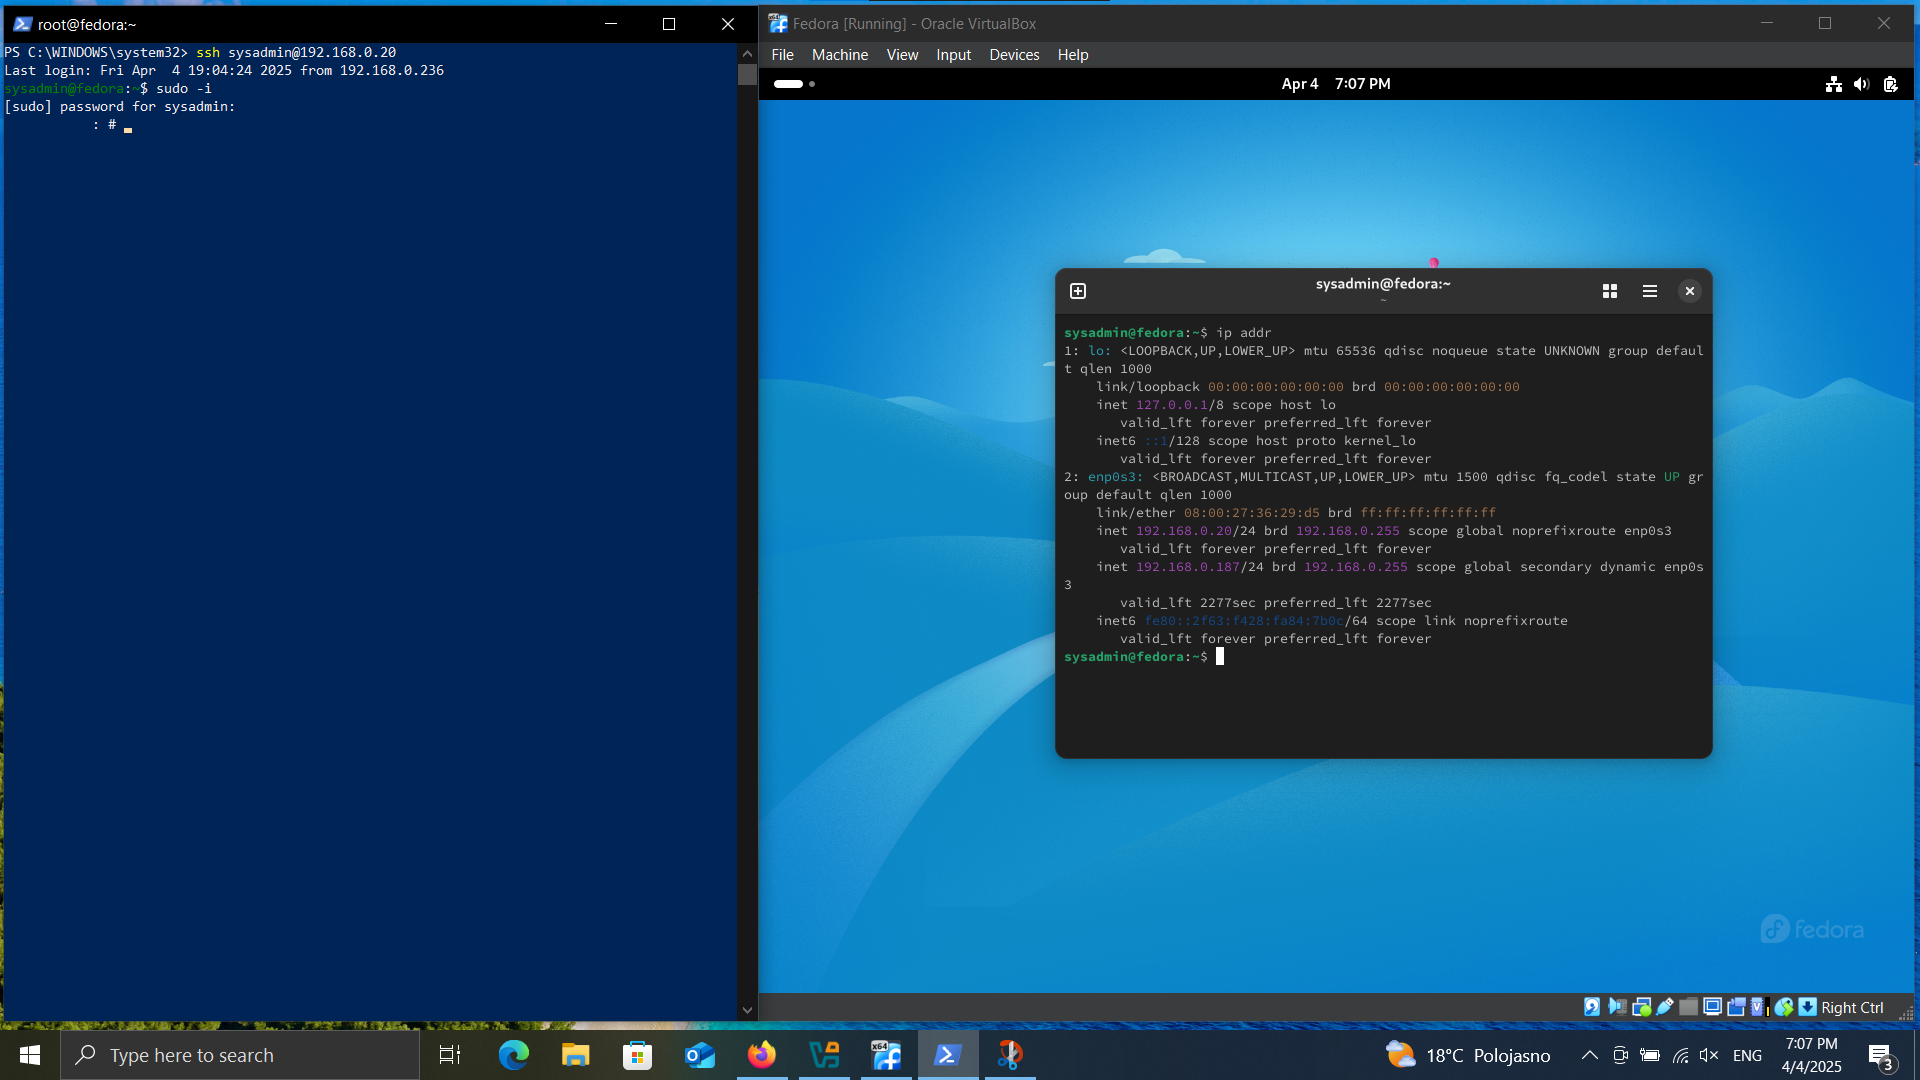 root@fedora:~
PS C:\WINDOWS\system32> ssh sysadmin@192.168.0.20
Last login: Fri Apr  4 19:04:24 2025 from 192.168.0.236
sysadmin@fedora:~$ sudo -i
[sudo] password for sysadmin:
: #
Fedora [Running] - Oracle VirtualBox
File Machine View Input Devices Help
Apr 4 7:07 PM
sysadmin@fedora:~
~
sysadmin@fedora:~$ ip addr
1: lo: <LOOPBACK,UP,LOWER_UP> mtu 65536 qdisc noqueue state UNKNOWN group defaul
t qlen 1000
    link/loopback 00:00:00:00:00:00 brd 00:00:00:00:00:00
    inet 127.0.0.1/8 scope host lo
       valid_lft forever preferred_lft forever
    inet6 ::1/128 scope host proto kernel_lo
       valid_lft forever preferred_lft forever
2: enp0s3: <BROADCAST,MULTICAST,UP,LOWER_UP> mtu 1500 qdisc fq_codel state UP gr
oup default qlen 1000
    link/ether 08:00:27:36:29:d5 brd ff:ff:ff:ff:ff:ff
    inet 192.168.0.20/24 brd 192.168.0.255 scope global noprefixroute enp0s3
       valid_lft forever preferred_lft forever
    inet 192.168.0.187/24 brd 192.168.0.255 scope global secondary dynamic enp0s
3
       valid_lft 2277sec preferred_lft 2277sec
    inet6 fe80::2f63:f428:fa84:7b0c/64 scope link noprefixroute
       valid_lft forever preferred_lft forever
sysadmin@fedora:~$
fedora
Right Ctrl
Type here to search
x64
18°C Polojasno
ENG
7:07 PM
4/4/2025
3